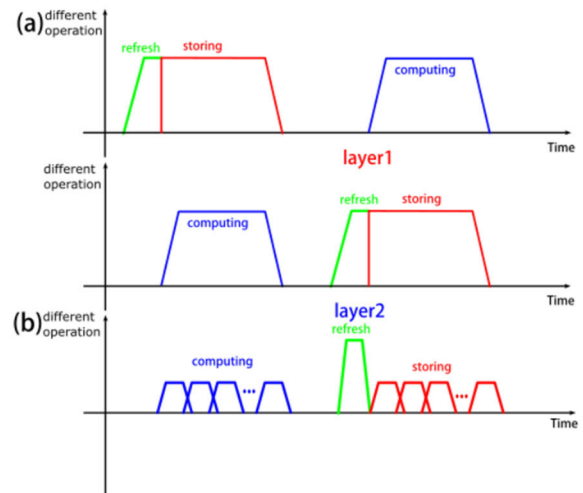 (a)
different
operation
refresh
storing
computing
Time
layer1
different
operation
computing
refresh
storing
Time
layer2
(b)
different
operation
computing
refresh
storing
...
...
Time